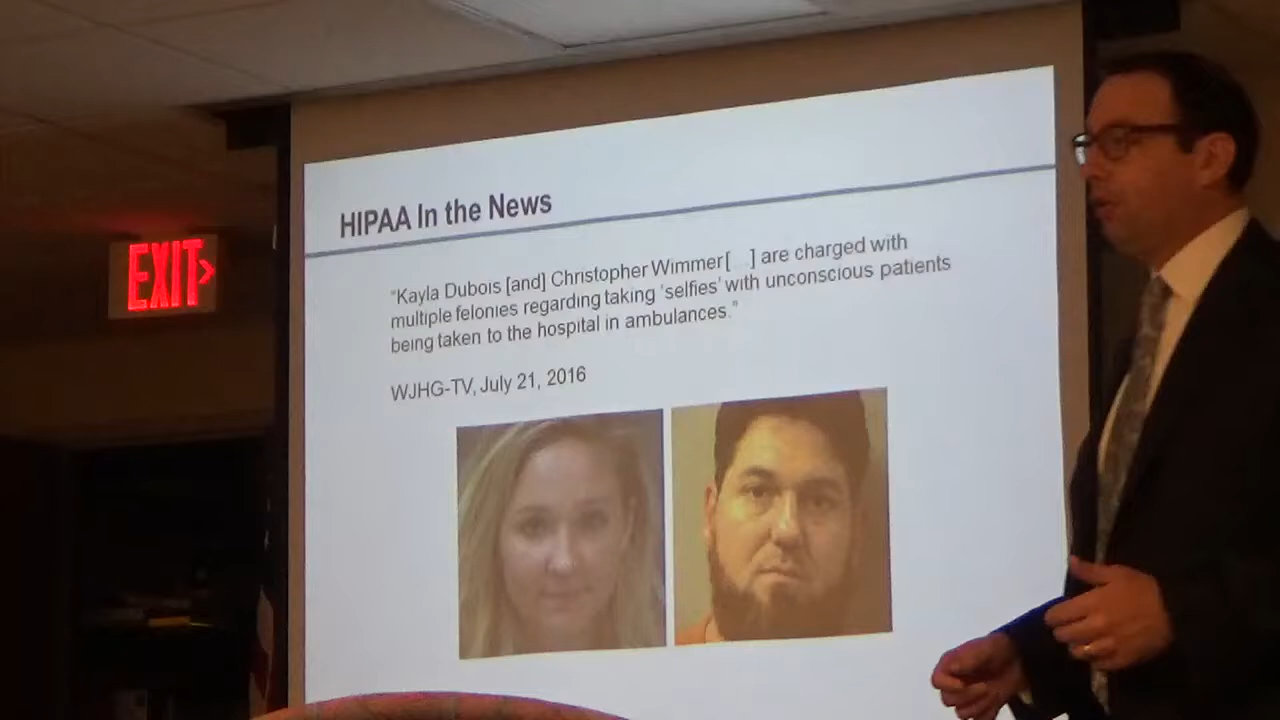 HIPAA In the News
EXIT
“Kayla Dubois [and] Christopher Wimmer[ ] are charged with
multiple felonies regarding taking ‘selfies’ with unconscious patients
being taken to the hospital in ambulances.”
WJHG-TV, July 21, 2016